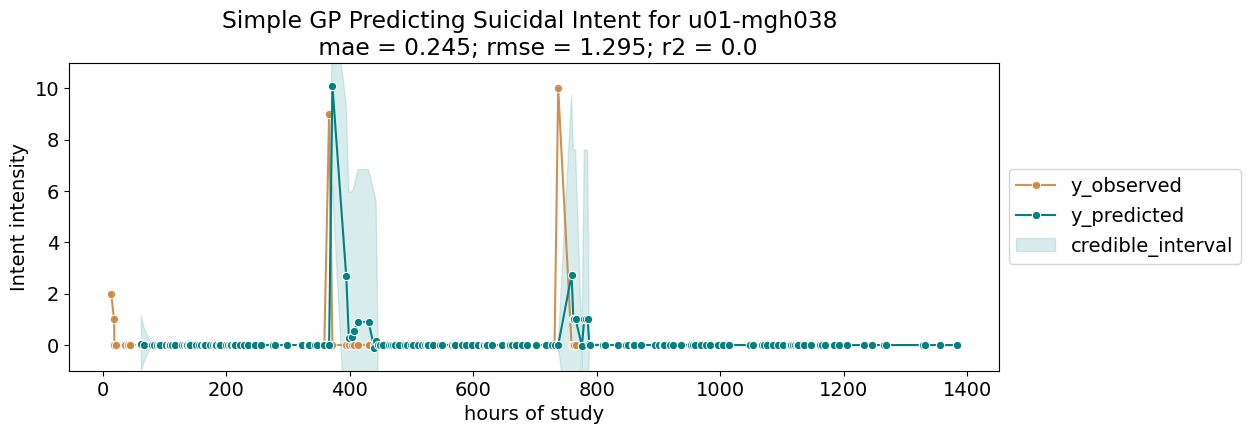 Simple GP Predicting Suicidal Intent for u01-mgh038
mae = 0.245; rmse = 1.295; r2 = 0.0
Intent intensity
10
8
6
4
2
0
0 200 400 600 800 1000 1200 1400
hours of study
y_observed
y_predicted
credible_interval